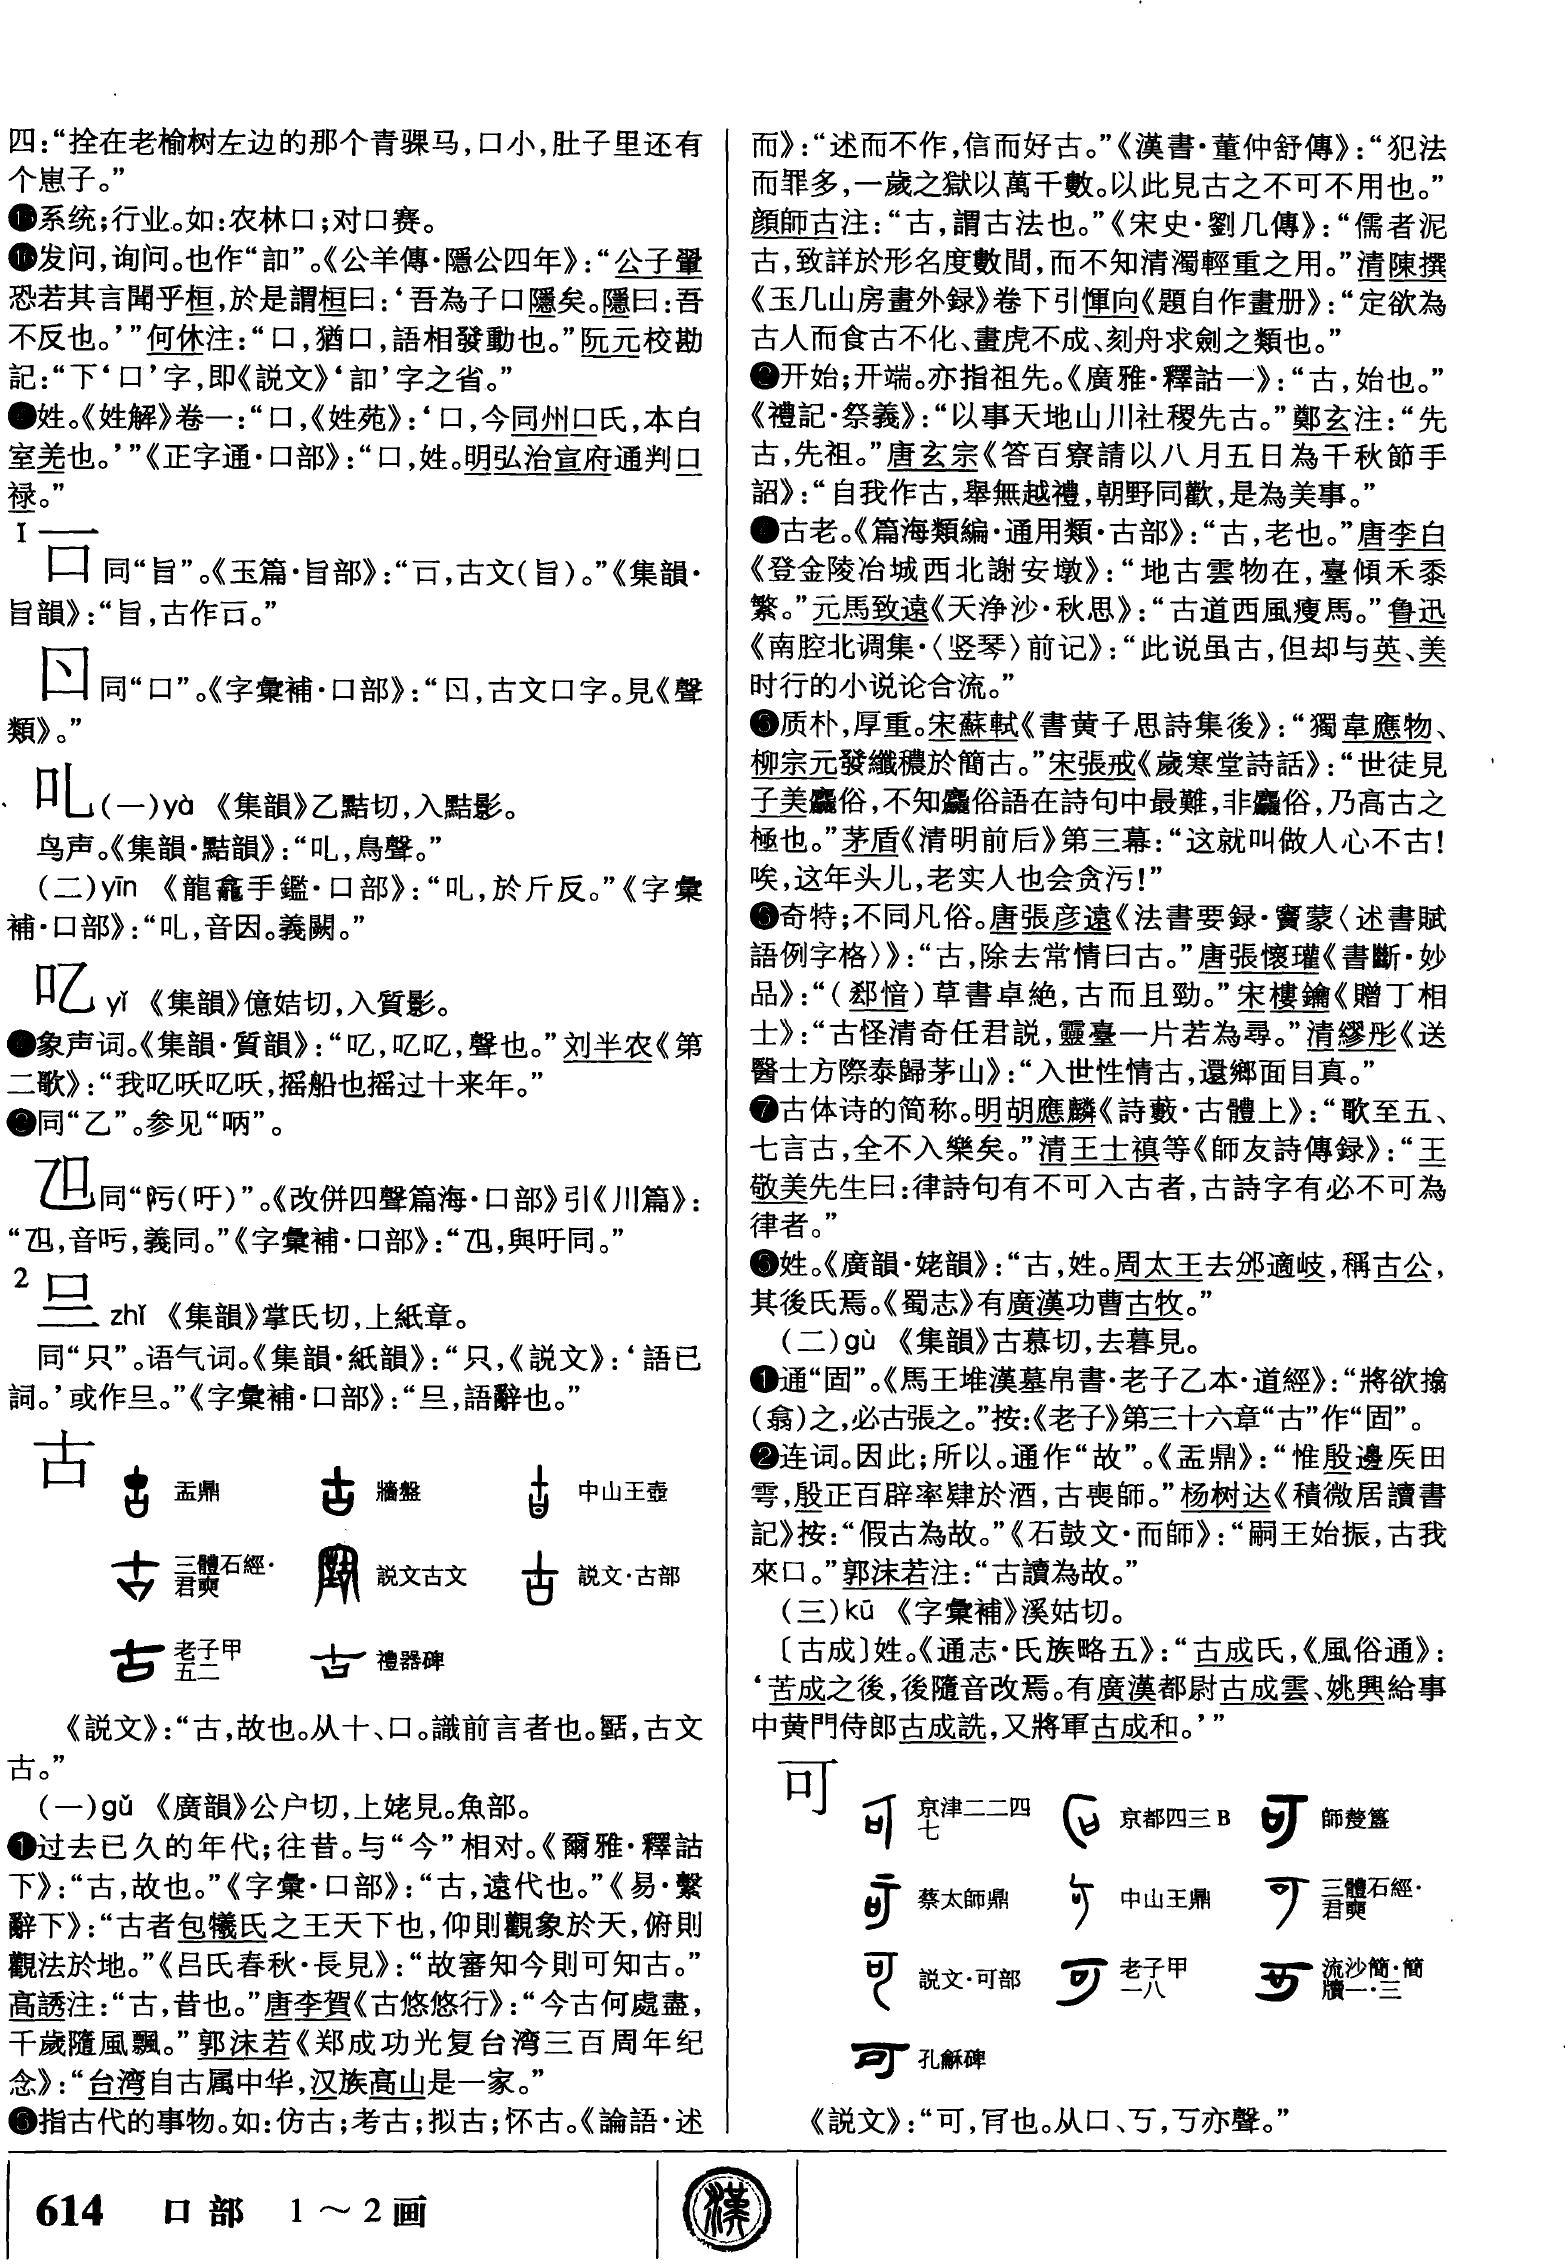 四：“拴在老榆树左边的那个青骒马，口小，肚子里还有
个崽子。”
系统；行业。如：农林口；对口赛。
发问，询问。也作“訠”。《公羊傳·隱公四年》：“公子翬
恐若其言聞乎桓，於是謂桓曰：‘吾為子口隱矣。隱曰：吾
不反也。’”何休注：“口，猶口，語相發動也。”阮元校勘
記：“下‘口’字，即《説文》‘訠’字之省。”
姓。《姓解》卷一：“口，《姓苑》：‘口，今同州口氏，本白
室羌也。’”《正字通·口部》：“口，姓。明弘治宣府通判口
禄。”
1 𠮛 同“旨”。《玉篇·旨部》：“𠮛，古文（旨）。”《集韻·
旨韻》：“旨，古作𠮛。”
同“口”。《字彙補·口部》：“，古文口字。見《聲
類》。”
𠮜 （一）yà 《集韻》乙黠切，入黠影。
鸟声。《集韻·黠韻》：“𠮜，鳥聲。”
（二）yīn 《龍龕手鑑·口部》：“𠮜，於斤反。”《字彙
補·口部》：“𠮜，音因。義闕。”
𠮙 yǐ 《集韻》億姞切，入質影。
象声词。《集韻·質韻》：“𠮙，𠮙𠮙，聲也。”刘半农《第
二歌》：“我𠮙𠯐𠮙𠯐，摇船也摇过十来年。”
同“乙”。参见“昞”。
同“（吁）”。《改併四聲篇海·口部》引《川篇》：
“，音，義同。”《字彙補·口部》：“，與吁同。”
2 zhǐ 《集韻》掌氏切，上紙章。
同“只”。语气词。《集韻·紙韻》：“只，《説文》：‘語已
詞。’或作。”《字彙補·口部》：“，語辭也。”
古 盂鼎 牆盤 中山王壺
三體石經·君奭 説文古文 説文·古部
老子甲五二 禮器碑
《説文》：“古，故也。从十、口。識前言者也。𠖠，古文
古。”
（一）gǔ 《廣韻》公户切，上姥見。魚部。
❶过去已久的年代；往昔。与“今”相对。《爾雅·釋詁
下》：“古，故也。”《字彙·口部》：“古，遠代也。”《易·繫
辭下》：“古者包犧氏之王天下也，仰則觀象於天，俯則
觀法於地。”《吕氏春秋·長見》：“故審知今則可知古。”
高誘注：“古，昔也。”唐李賀《古悠悠行》：“今古何處盡，
千歲隨風飄。”郭沫若《郑成功光复台湾三百周年纪
念》：“台湾自古属中华，汉族高山是一家。”
指古代的事物。如：仿古；考古；拟古；怀古。《論語·述
而》：“述而不作，信而好古。”《漢書·董仲舒傳》：“犯法
而罪多，一歲之獄以萬千數。以此見古之不可不用也。”
顔師古注：“古，謂古法也。”《宋史·劉几傳》：“儒者泥
古，致詳於形名度數間，而不知清濁輕重之用。”清陳撰
《玉几山房畫外録》卷下引惲向《題自作畫册》：“定欲為
古人而食古不化、畫虎不成、刻舟求劍之類也。”
开始；开端。亦指祖先。《廣雅·釋詁一》：“古，始也。”
《禮記·祭義》：“以事天地山川社稷先古。”鄭玄注：“先
古，先祖。”唐玄宗《答百寮請以八月五日為千秋節手
詔》：“自我作古，舉無越禮，朝野同歡，是為美事。”
❹古老。《篇海類編·通用類·古部》：“古，老也。”唐李白
《登金陵冶城西北謝安墩》：“地古雲物在，臺傾禾黍
繁。”元馬致遠《天净沙·秋思》：“古道西風瘦馬。”鲁迅
《南腔北调集·〈竖琴〉前记》：“此说虽古，但却与英、美
时行的小说论合流。”
❺质朴，厚重。宋蘇軾《書黄子思詩集後》：“獨韋應物、
柳宗元發纖穠於簡古。”宋張戒《歲寒堂詩話》：“世徒見
子美麤俗，不知麤俗語在詩句中最難，非麤俗，乃高古之
極也。”茅盾《清明前后》第三幕：“这就叫做人心不古！
唉，这年头儿，老实人也会贪污！”
❻奇特；不同凡俗。唐張彦遠《法書要録·竇蒙〈述書賦
語例字格〉》：“古，除去常情曰古。”唐張懷瓘《書斷·妙
品》：“（郄愔）草書卓絶，古而且勁。”宋樓鑰《贈丁相
士》：“古怪清奇任君説，靈臺一片若為尋。”清繆彤《送
醫士方際泰歸茅山》：“入世性情古，還鄉面目真。”
❼古体诗的简称。明胡應麟《詩藪·古體上》：“歌至五、
七言古，全不入樂矣。”清王士禛等《師友詩傳録》：“王
敬美先生曰：律詩句有不可入古者，古詩字有必不可為
律者。”
姓。《廣韻·姥韻》：“古，姓。周太王去邠適岐，稱古公，
其後氏焉。《蜀志》有廣漢功曹古牧。”
（二）gù 《集韻》古慕切，去暮見。
❶通“固”。《馬王堆漢墓帛書·老子乙本·道經》：“將欲擒
（翕）之，必古張之。”按：《老子》第三十六章“古”作“固”。
❷连词。因此；所以。通作“故”。《盂鼎》：“惟殷邊侯田
雩，殷正百辟率肄於酒，古喪師。”杨树达《積微居讀書
記》按：“假古為故。”《石鼓文·而師》：“嗣王始振，古我
來囗。”郭沫若注：“古讀為故。”
（三）kū 《字彙補》溪姑切。
〔古成〕姓。《通志·氏族略五》：“古成氏，《風俗通》：
‘苦成之後，後隨音改焉。有廣漢都尉古成雲、姚興給事
中黄門侍郎古成詵，又將軍古成和。’”
可 京津二二四七 京都四三B 師嫠簋
蔡太師鼎 中山王鼎 三體石經·君奭
説文·可部 老子甲一八 流沙簡·簡牘一·三
孔龢碑
《説文》：“可，肎也。从口、丂，丂亦聲。”
614 口部 1～2画
漢